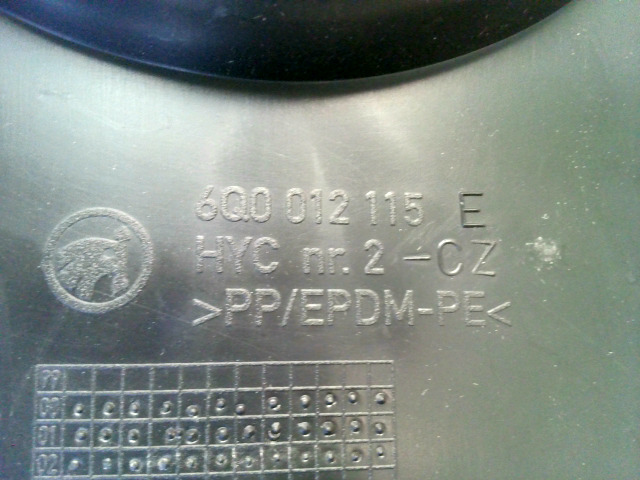 6Q0 012 115 E
HYC nr. 2 -CZ
>PP/EPDM-PE<
99
00
01
02